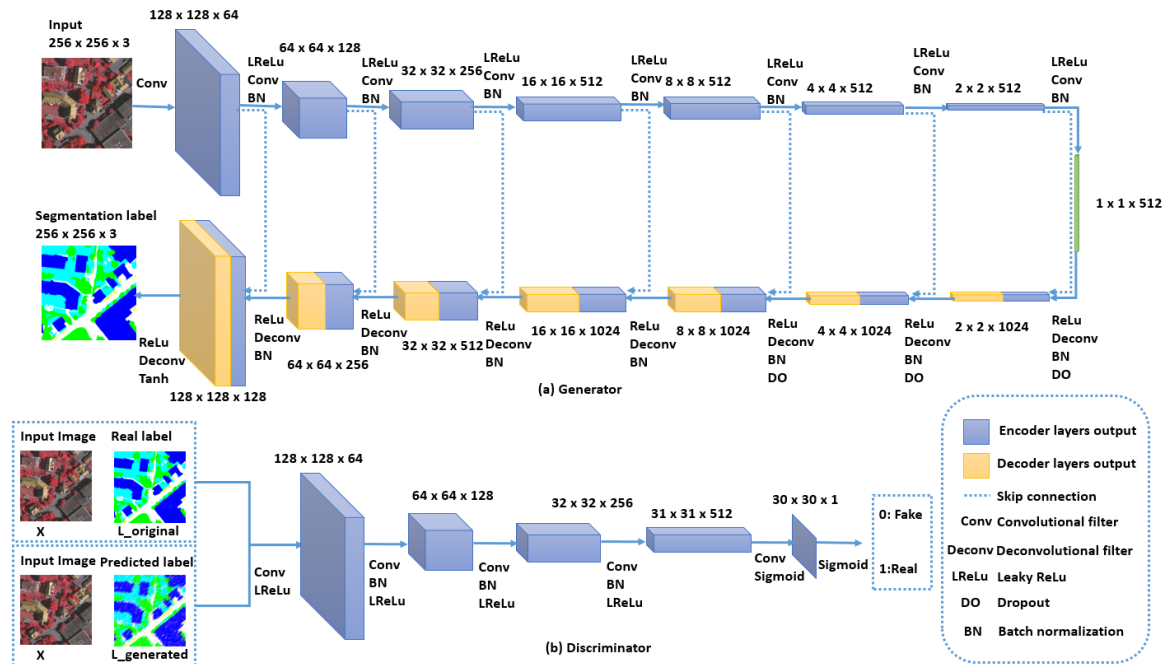 Input
256 x 256 x 3
Conv
128 x 128 x 64
LReLu
Conv
BN
64 x 64 x 128
LReLu
Conv
BN
32 x 32 x 256
LReLu
Conv
BN
16 x 16 x 512
LReLu
Conv
BN
8 x 8 x 512
LReLu
Conv
BN
4 x 4 x 512
LReLu
Conv
BN
2 x 2 x 512
LReLu
Conv
BN
1 x 1 x 512
Segmentation label
256 x 256 x 3
ReLu
Deconv
Tanh
128 x 128 x 128
ReLu
Deconv
BN
64 x 64 x 256
ReLu
Deconv
BN
32 x 32 x 512
ReLu
Deconv
BN
16 x 16 x 1024
ReLu
Deconv
BN
8 x 8 x 1024
ReLu
Deconv
BN
DO
4 x 4 x 1024
ReLu
Deconv
BN
DO
2 x 2 x 1024
ReLu
Deconv
BN
DO
(a) Generator
Input Image
Real label
X
L_original
Input Image
Predicted label
X
L_generated
Conv
LReLu
128 x 128 x 64
Conv
BN
LReLu
64 x 64 x 128
Conv
BN
LReLu
32 x 32 x 256
Conv
BN
LReLu
31 x 31 x 512
Conv
Sigmoid
30 x 30 x 1
Sigmoid
0: Fake
1:Real
(b) Discriminator
Encoder layers output
Decoder layers output
Skip connection
Conv Convolutional filter
Deconv Deconvolutional filter
LReLu Leaky ReLu
DO Dropout
BN Batch normalization